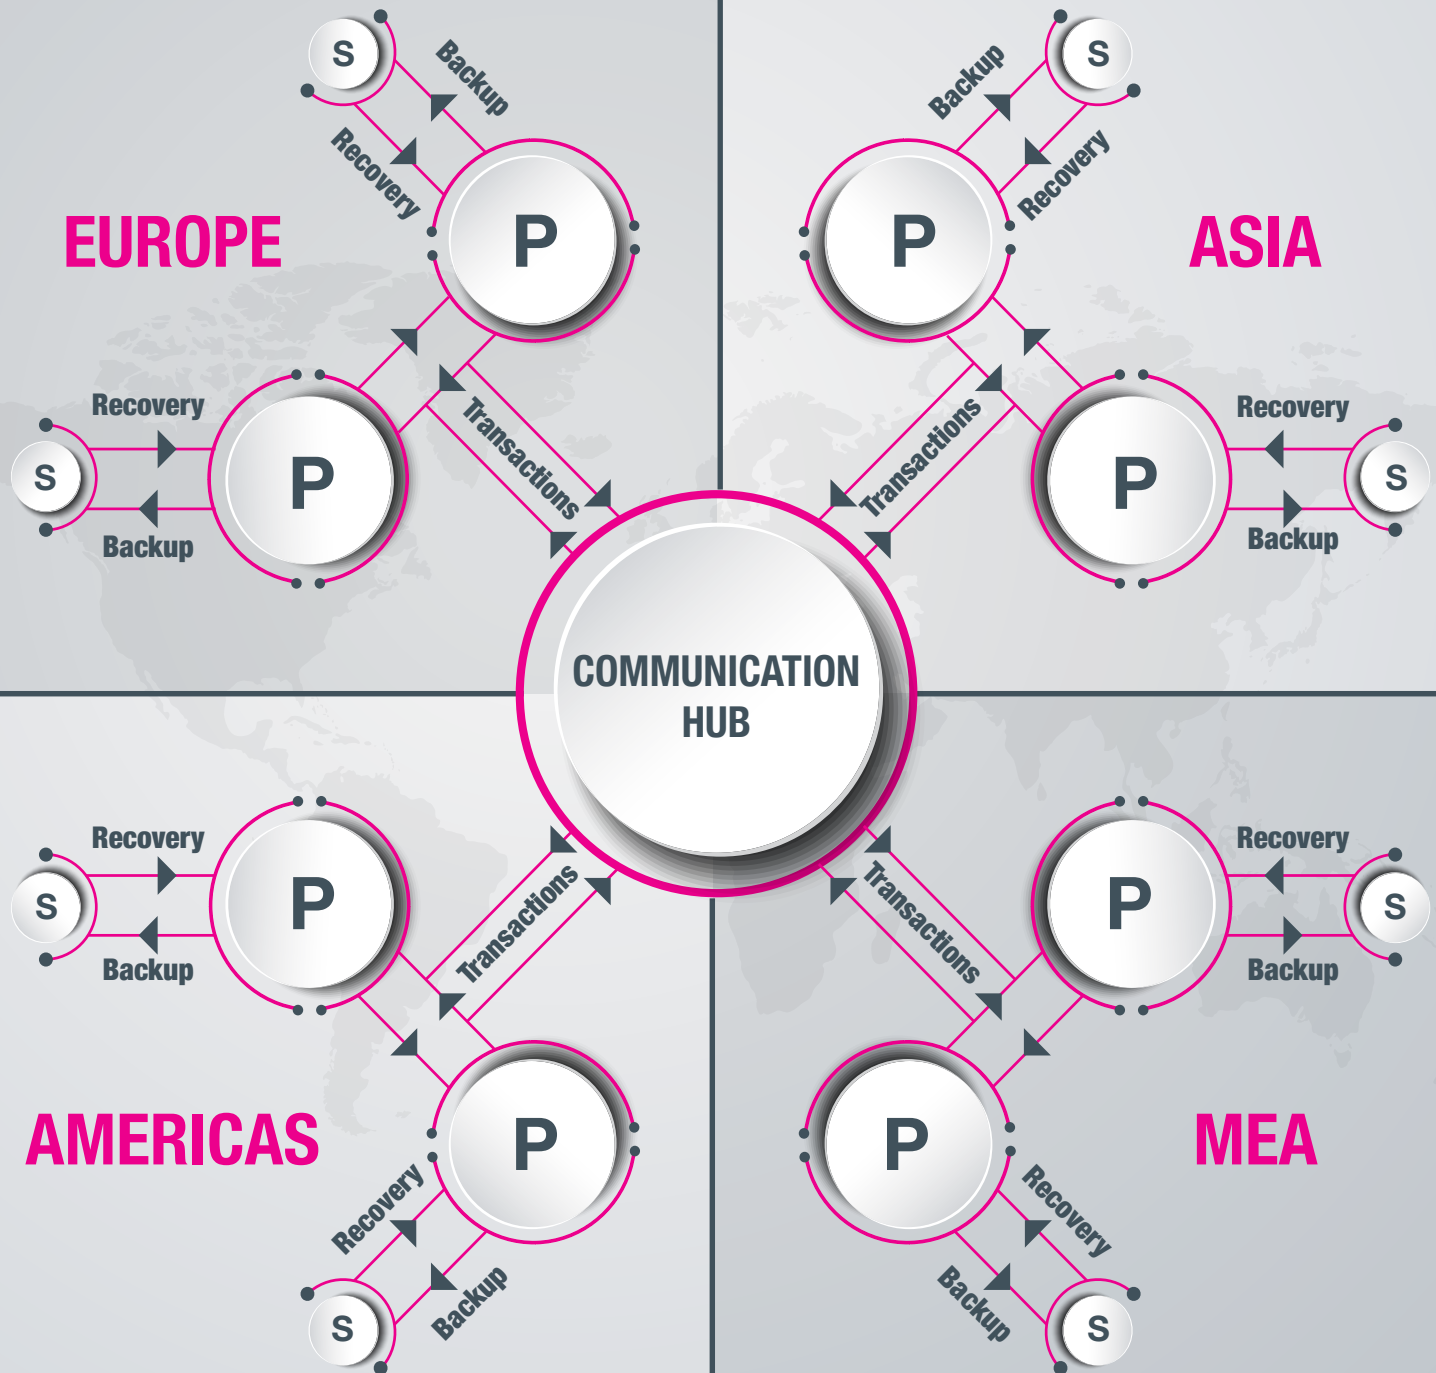 S
Backup
Recovery
P
EUROPE
Recovery
S
Backup
P
Transactions
S
Backup
Recovery
P
ASIA
Transactions
P
Recovery
S
Backup
COMMUNICATION
HUB
Recovery
S
Backup
P
Transactions
AMERICAS
P
Recovery
Backup
S
Transactions
P
Recovery
S
Backup
P
MEA
Recovery
Backup
S